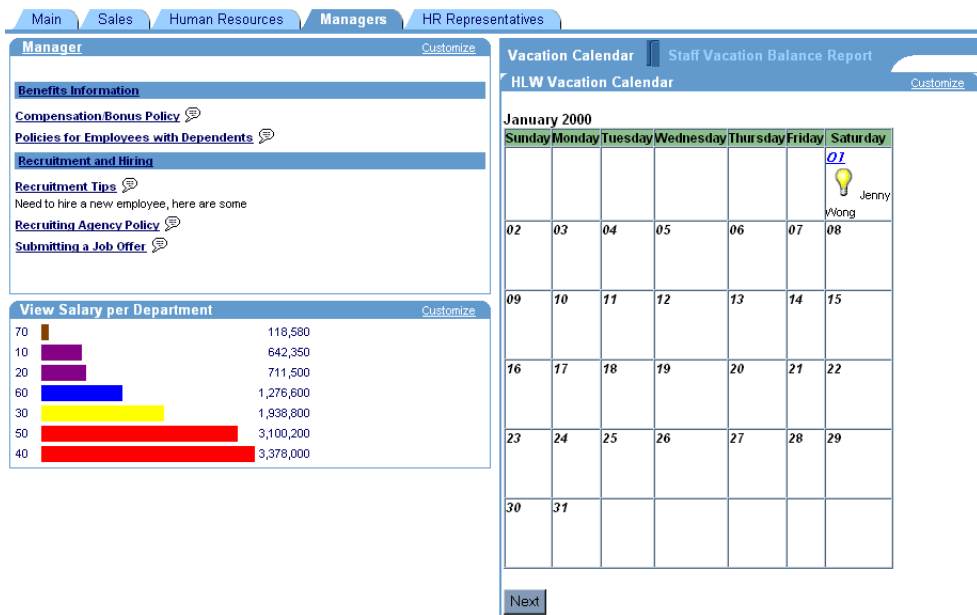 Main Sales Human Resources Managers HR Representatives
Manager Customize
Benefits Information
Compensation/Bonus Policy
Policies for Employees with Dependents
Recruitment and Hiring
Recruitment Tips
Need to hire a new employee, here are some
Recruiting Agency Policy
Submitting a Job Offer
View Salary per Department Customize
70 118,580
10 642,350
20 711,500
60 1,276,600
30 1,938,800
50 3,100,200
40 3,378,000
Vacation Calendar Staff Vacation Balance Report
HLW Vacation Calendar Customize
January 2000
Sunday Monday Tuesday Wednesday Thursday Friday Saturday
01
Jenny
Wong
02 03 04 05 06 07 08
09 10 11 12 13 14 15
16 17 18 19 20 21 22
23 24 25 26 27 28 29
30 31
Next